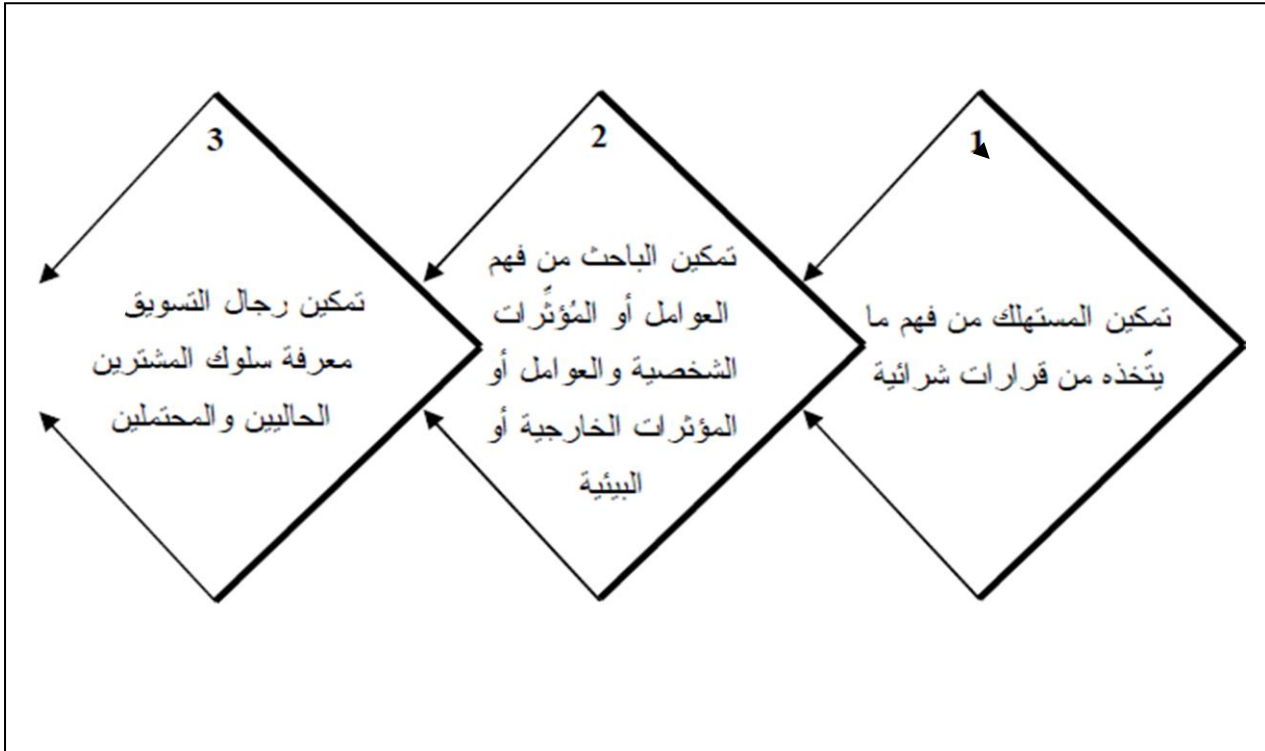 1
تمكين المستهلك من فهم ما
يتّخذه من قرارات شرائية
2
تمكين الباحث من فهم
العوامل أو المُؤثِّرات
الشخصية والعوامل أو
المؤثرات الخارجية أو
البيئية
3
تمكين رجال التسويق
معرفة سلوك المشترين
الحاليين والمحتملين